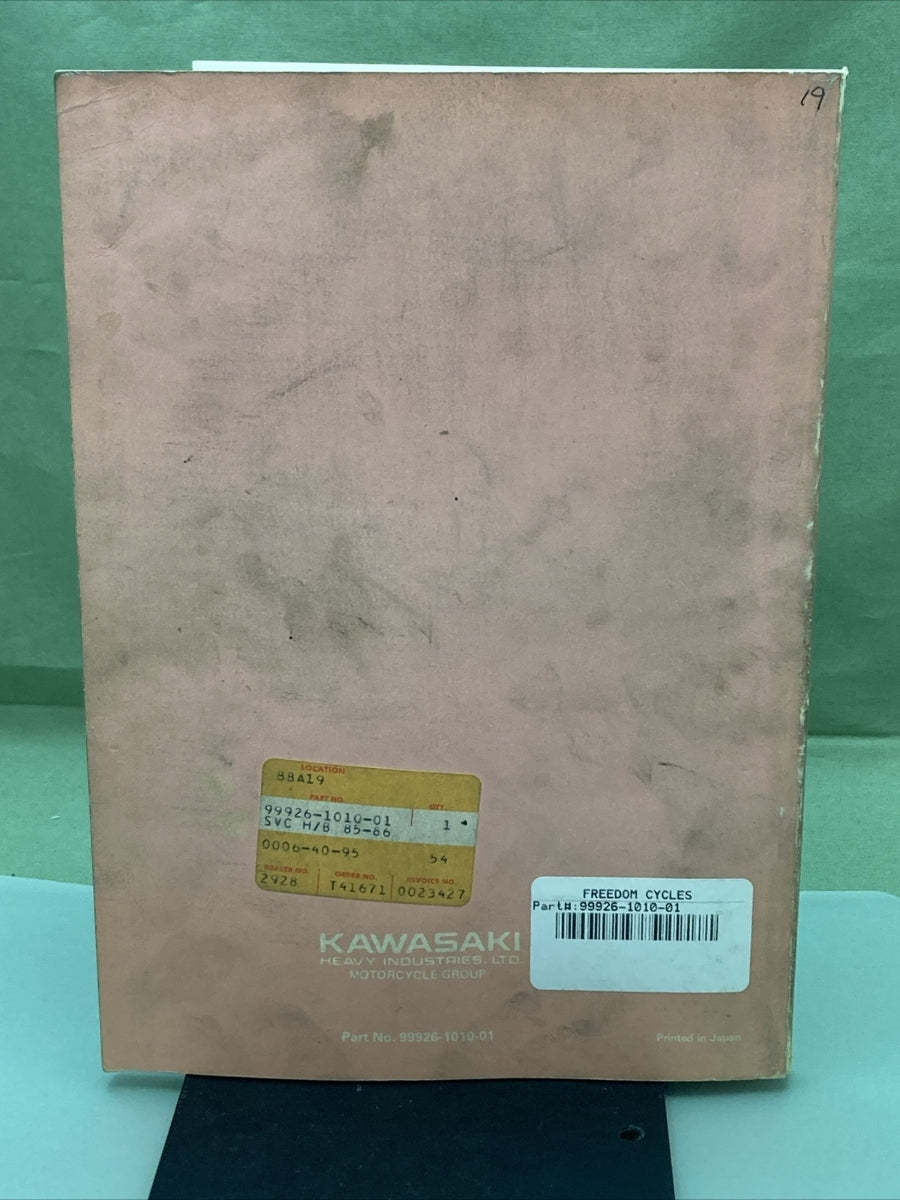 19
LOCATION
88A19
PART NO. QTY.
99926-1010-01 1
SVC H/B 85-86
0006-40-95 54
DEALER NO. ORDER NO. INVOICE NO.
2928 T41671 0023427
FREEDOM CYCLES
Part#:99926-1010-01
KAWASAKI
HEAVY INDUSTRIES, LTD.
MOTORCYCLE GROUP
Part No. 99926-1010-01 Printed in Japan